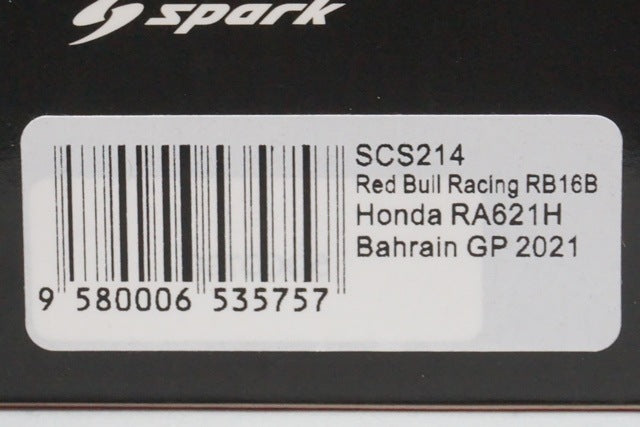 spark
SCS214
Red Bull Racing RB16B
Honda RA621H
Bahrain GP 2021
9 580006 535757